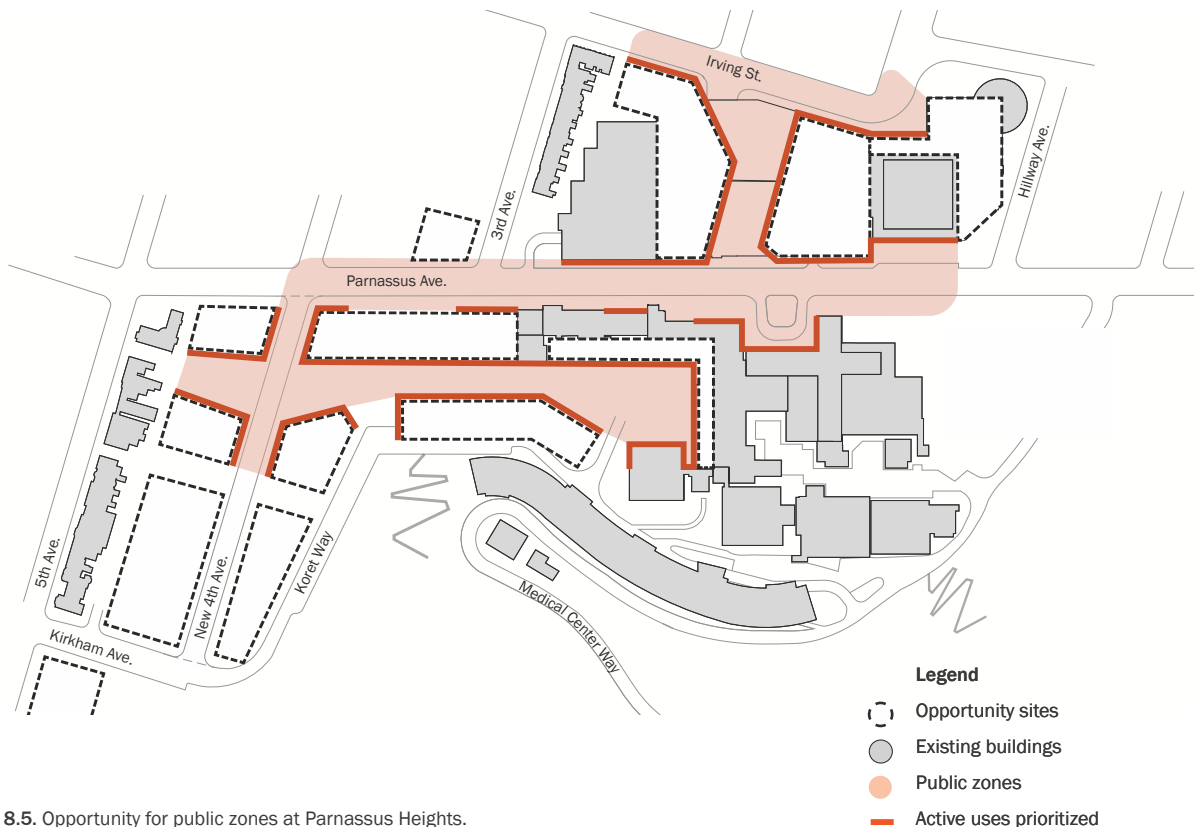 Irving St.
Hillway Ave.
3rd Ave.
Parnassus Ave.
5th Ave.
New 4th Ave.
Koret Way
Medical Center Way
Kirkham Ave.
Legend
Opportunity sites
Existing buildings
Public zones
Active uses prioritized
8.5. Opportunity for public zones at Parnassus Heights.